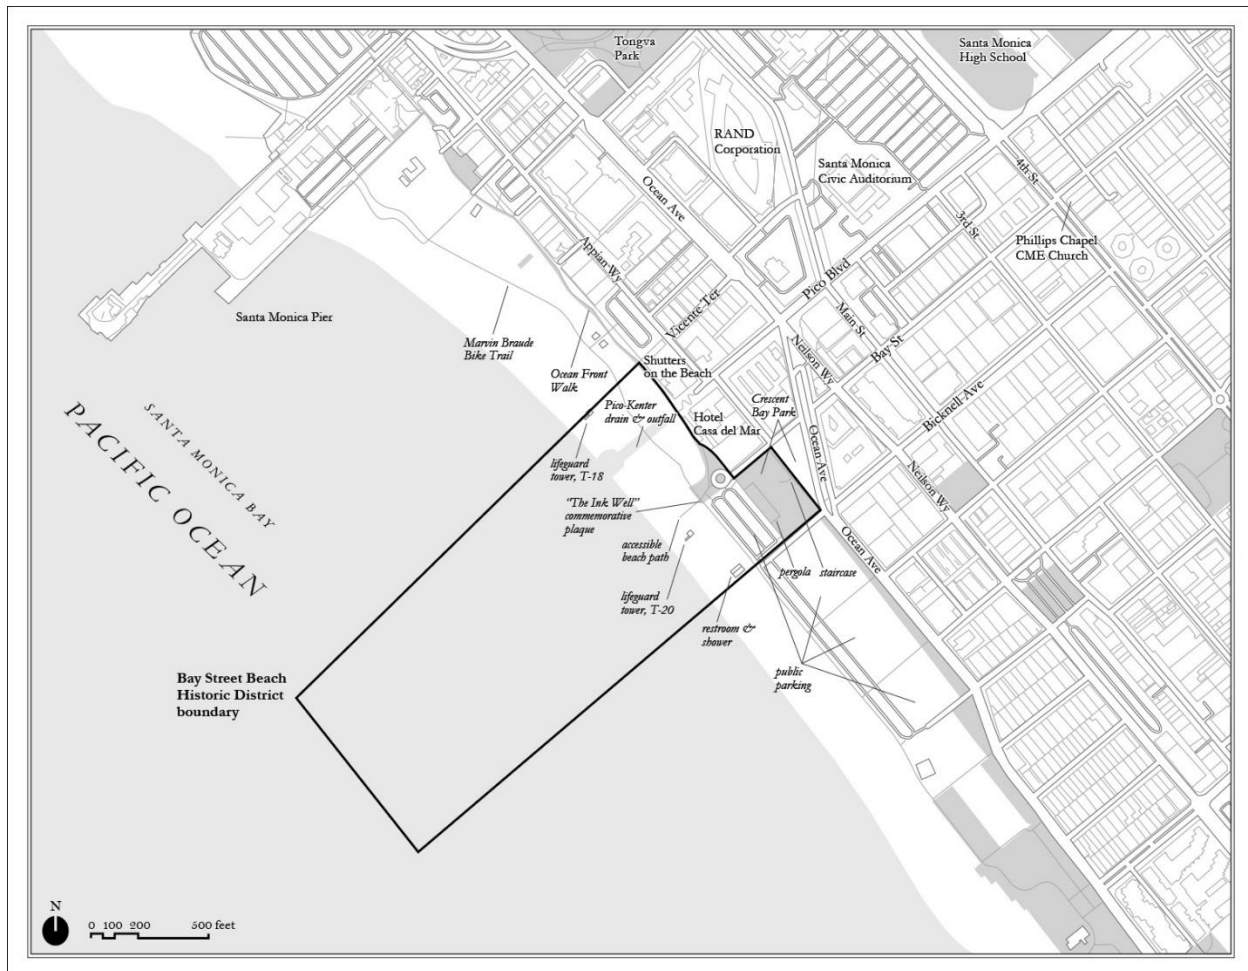 Tongva
Park
Santa Monica
High School
RAND
Corporation
Santa Monica
Civic Auditorium
4th St
Ocean Ave
3rd St
Phillips Chapel
CME Church
Appian Wy
Pico Blvd
Santa Monica Pier
Vicente Ter
Main St
Bay St
Marvin Braude
Bike Trail
Neilson Wy
Ocean Front
Walk
Shutters
on the Beach
Bicknell Ave
Crescent
Bay Park
Pico-Kenter
drain & outfall
Hotel
Casa del Mar
SANTA MONICA BAY
PACIFIC OCEAN
Ocean Ave
lifeguard
tower, T-18
Neilson Wy
"The Ink Well"
commemorative
plaque
accessible
beach path
Ocean Ave
pergola
staircase
lifeguard
tower, T-20
restroom &
shower
public
parking
Bay Street Beach
Historic District
boundary
N
0 100 200 500 feet